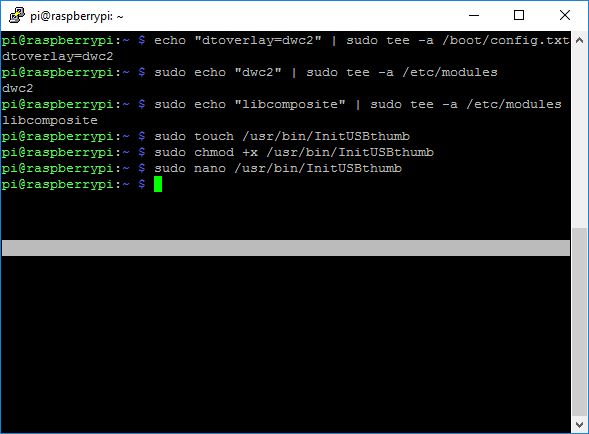 pi@raspberrypi: ~
pi@raspberrypi:~ $ echo "dtoverlay=dwc2" | sudo tee -a /boot/config.txt
dtoverlay=dwc2
pi@raspberrypi:~ $ sudo echo "dwc2" | sudo tee -a /etc/modules
dwc2
pi@raspberrypi:~ $ sudo echo "libcomposite" | sudo tee -a /etc/modules
libcomposite
pi@raspberrypi:~ $ sudo touch /usr/bin/InitUSBthumb
pi@raspberrypi:~ $ sudo chmod +x /usr/bin/InitUSBthumb
pi@raspberrypi:~ $ sudo nano /usr/bin/InitUSBthumb
pi@raspberrypi:~ $